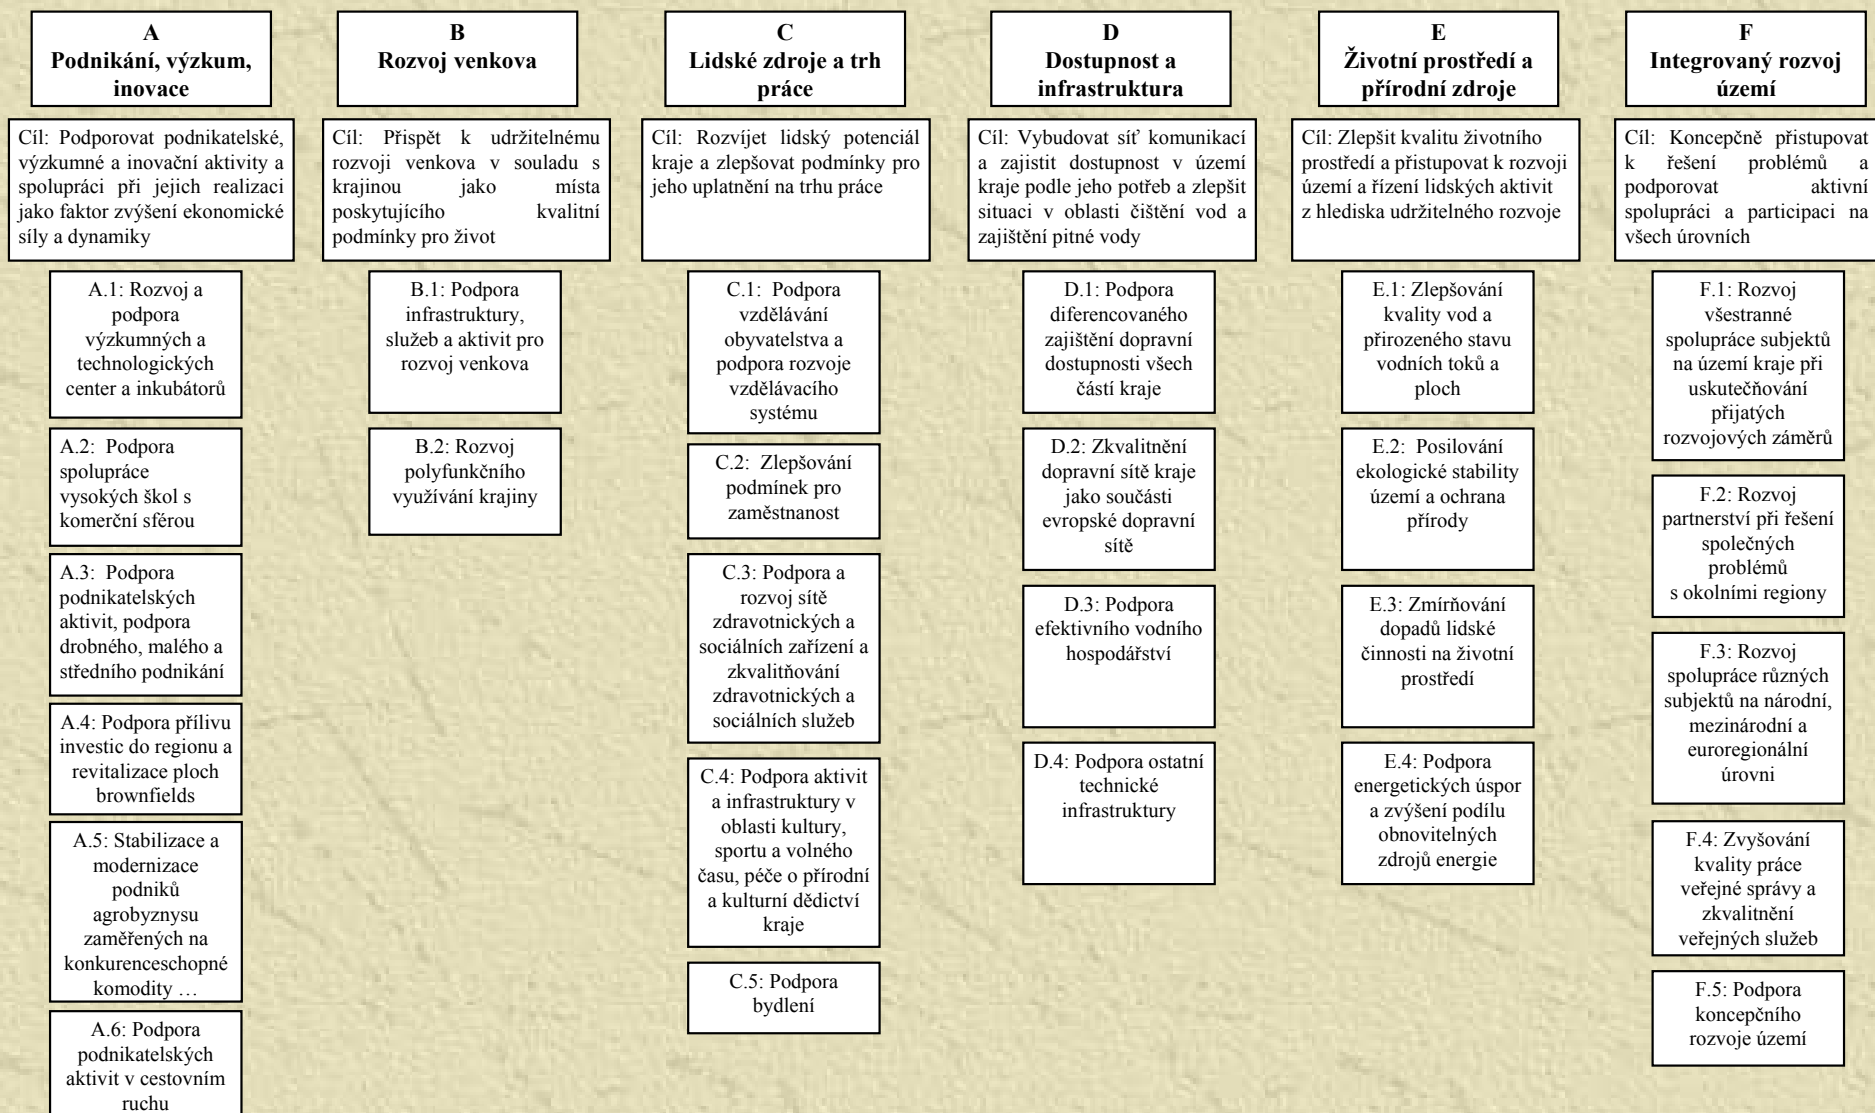 A
Podnikání, výzkum,
inovace
Cíl: Podporovat podnikatelské,
výzkumné a inovační aktivity a
spolupráci při jejich realizaci
jako faktor zvýšení ekonomické
síly a dynamiky
A.1: Rozvoj a
podpora
výzkumných a
technologických
center a inkubátorů
A.2: Podpora
spolupráce
vysokých škol s
komerční sférou
A.3: Podpora
podnikatelských
aktivit, podpora
drobného, malého a
středního podnikání
A.4: Podpora přílivu
investic do regionu a
revitalizace ploch
brownfields
A.5: Stabilizace a
modernizace
podniků
agrobyznysu
zaměřených na
konkurenceschopné
komodity …
A.6: Podpora
podnikatelských
aktivit v cestovním
ruchu
B
Rozvoj venkova
Cíl: Přispět k udržitelnému
rozvoji venkova v souladu s
krajinou jako místa
poskytujícího kvalitní
podmínky pro život
B.1: Podpora
infrastruktury,
služeb a aktivit pro
rozvoj venkova
B.2: Rozvoj
polyfunkčního
využívání krajiny
C
Lidské zdroje a trh
práce
Cíl: Rozvíjet lidský potenciál
kraje a zlepšovat podmínky pro
jeho uplatnění na trhu práce
C.1: Podpora
vzdělávání
obyvatelstva a
podpora rozvoje
vzdělávacího
systému
C.2: Zlepšování
podmínek pro
zaměstnanost
C.3: Podpora a
rozvoj sítě
zdravotnických a
sociálních zařízení a
zkvalitňování
zdravotnických a
sociálních služeb
C.4: Podpora aktivit
a infrastruktury v
oblasti kultury,
sportu a volného
času, péče o přírodní
a kulturní dědictví
kraje
C.5: Podpora
bydlení
D
Dostupnost a
infrastruktura
Cíl: Vybudovat síť komunikací
a zajistit dostupnost v území
kraje podle jeho potřeb a zlepšit
situaci v oblasti čištění vod a
zajištění pitné vody
D.1: Podpora
diferencovaného
zajištění dopravní
dostupnosti všech
částí kraje
D.2: Zkvalitnění
dopravní sítě kraje
jako součásti
evropské dopravní
sítě
D.3: Podpora
efektivního vodního
hospodářství
D.4: Podpora ostatní
technické
infrastruktury
E
Životní prostředí a
přírodní zdroje
Cíl: Zlepšit kvalitu životního
prostředí a přistupovat k rozvoji
území a řízení lidských aktivit
z hlediska udržitelného rozvoje
E.1: Zlepšování
kvality vod a
přirozeného stavu
vodních toků a
ploch
E.2: Posilování
ekologické stability
území a ochrana
přírody
E.3: Zmírňování
dopadů lidské
činnosti na životní
prostředí
E.4: Podpora
energetických úspor
a zvýšení podílu
obnovitelných
zdrojů energie
F
Integrovaný rozvoj
území
Cíl: Koncepčně přistupovat
k řešení problémů a
podporovat aktivní
spolupráci a participaci na
všech úrovních
F.1: Rozvoj
všestranné
spolupráce subjektů
na území kraje při
uskutečňování
přijatých
rozvojových záměrů
F.2: Rozvoj
partnerství při řešení
společných
problémů
s okolními regiony
F.3: Rozvoj
spolupráce různých
subjektů na národní,
mezinárodní a
euroregionální
úrovni
F.4: Zvyšování
kvality práce
veřejné správy a
zkvalitnění
veřejných služeb
F.5: Podpora
koncepčního
rozvoje území